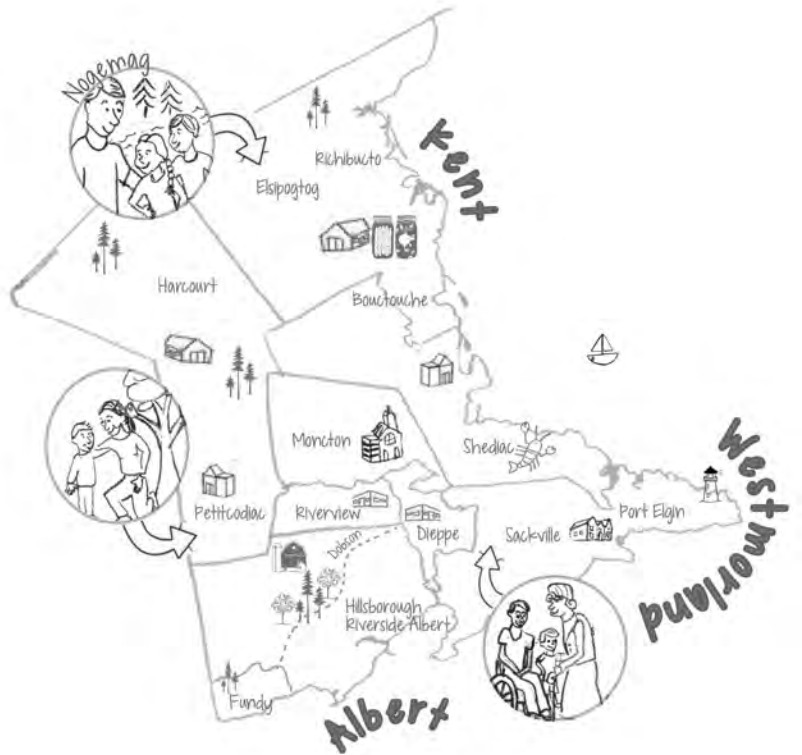 Nogemag
Kent
Richibucto
Elsipogtog
Harcourt
Bouctouche
Moncton
Shediac
Westmorland
Petitcodiac
Riverview
Dieppe
Sackville
Port Elgin
Dobson
Hillsborough
Riverside Albert
Fundy
Albert